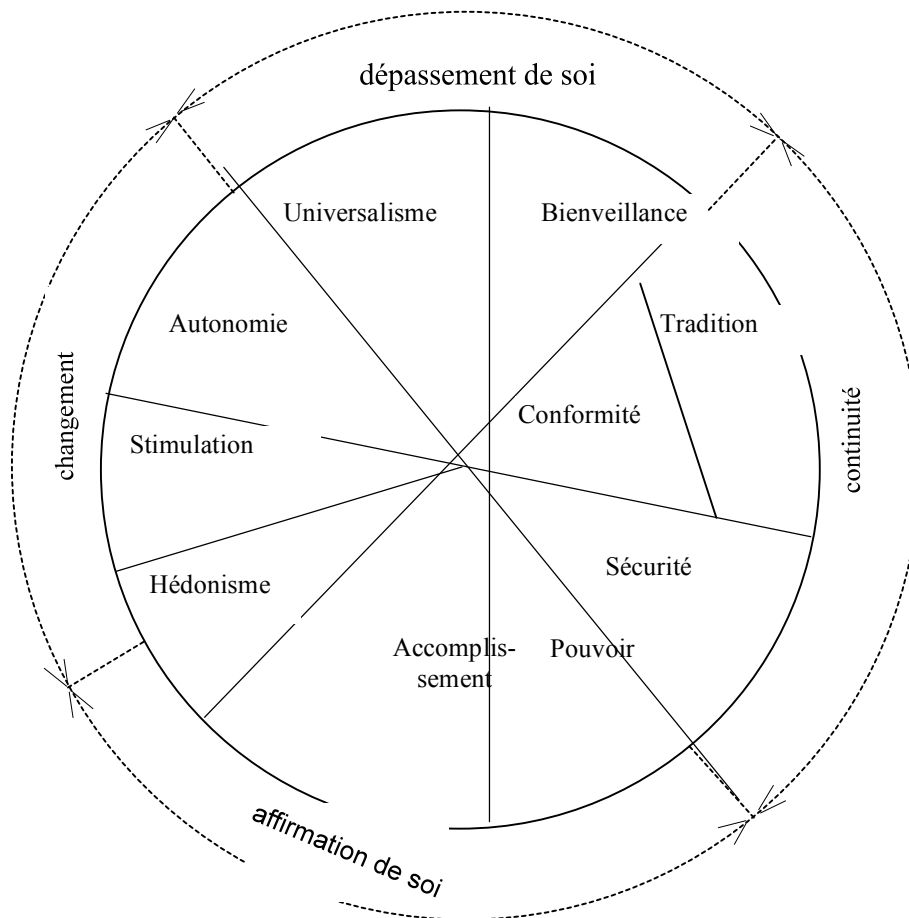 dépassement de soi
Universalisme
Bienveillance
Autonomie
Tradition
changement
Stimulation
Conformité
continuité
Hédonisme
Sécurité
Accomplis-
sement
Pouvoir
affirmation de soi